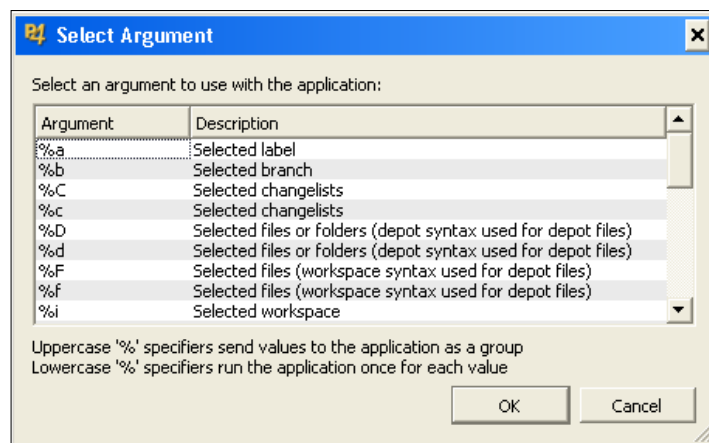 P4 Select Argument
Select an argument to use with the application:
Argument Description
%a Selected label
%b Selected branch
%C Selected changelists
%c Selected changelists
%D Selected files or folders (depot syntax used for depot files)
%d Selected files or folders (depot syntax used for depot files)
%F Selected files (workspace syntax used for depot files)
%f Selected files (workspace syntax used for depot files)
%i Selected workspace
Uppercase '%' specifiers send values to the application as a group
Lowercase '%' specifiers run the application once for each value
OK Cancel